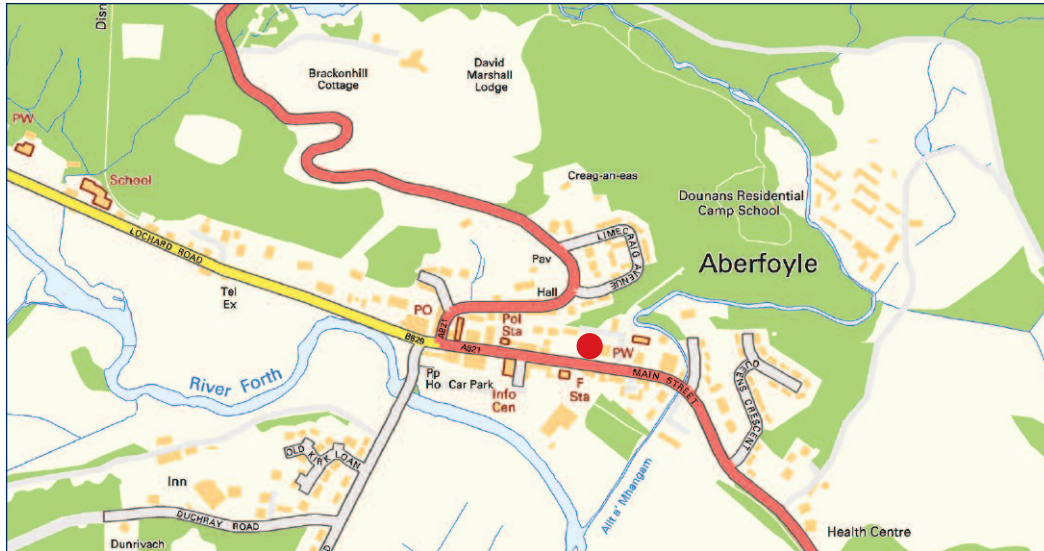 Disn
Brackonhill
Cottage
David
Marshall
Lodge
PW
School
Creag-an-eas
Dounans Residential
Camp School
LOCHARD ROAD
LIMECRAIG AVENUE
Aberfoyle
Pav
Tel
Ex
Hall
PO
A821
Pol
Sta
B829
A821
PW
River Forth
Pp
Ho
Car Park
Info
Cen
F
Sta
MAIN STREET
QUEENS CRESCENT
OLD KIRK LOAN
Inn
Allt a' Mhangam
DUCHRAY ROAD
Health Centre
Dunrivach